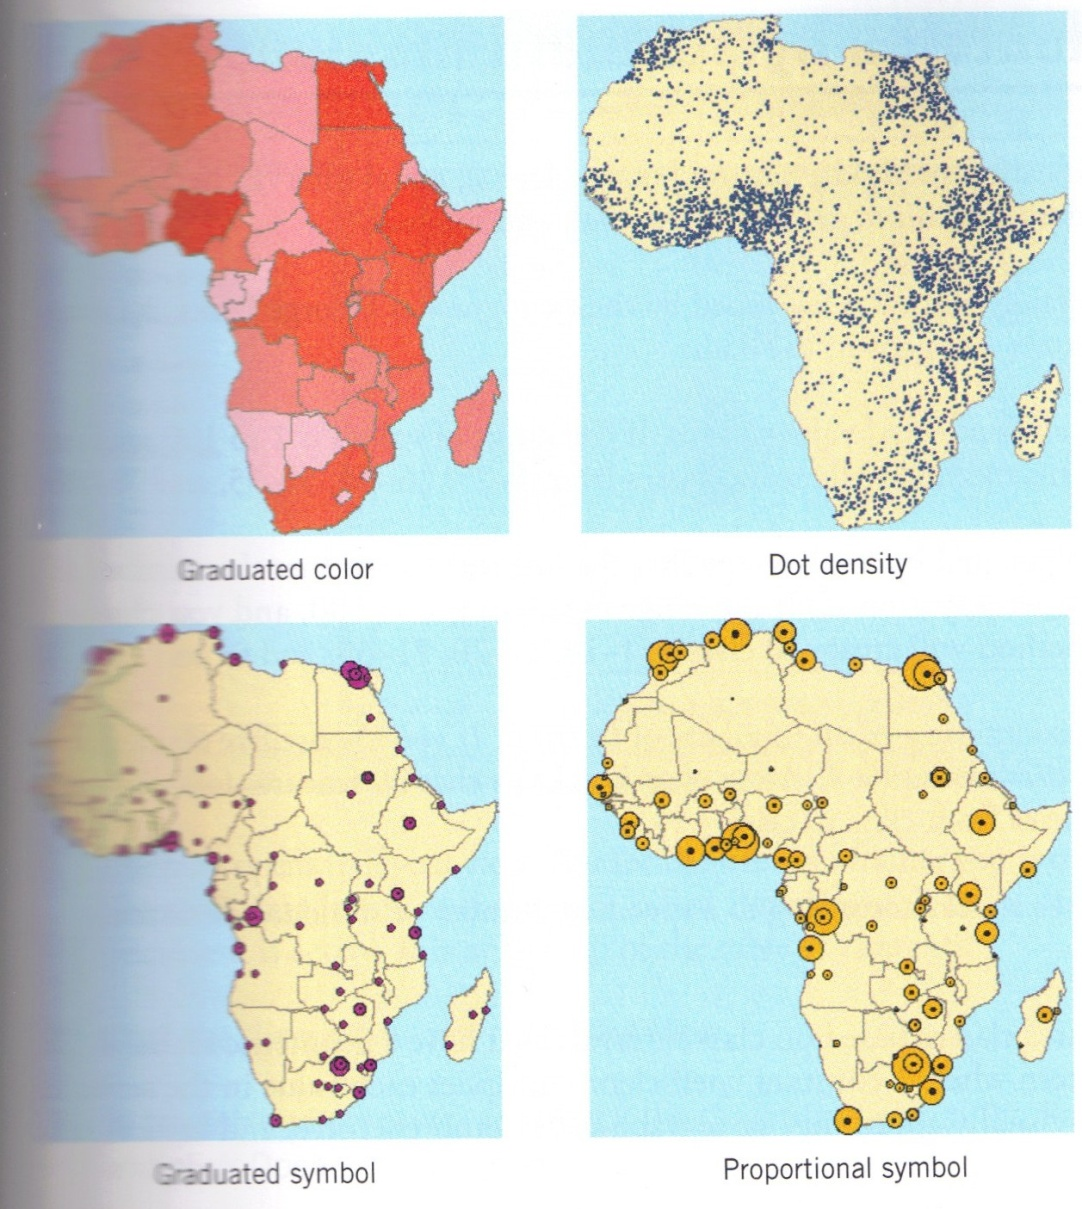 Graduated color
Dot density
Graduated symbol
Proportional symbol